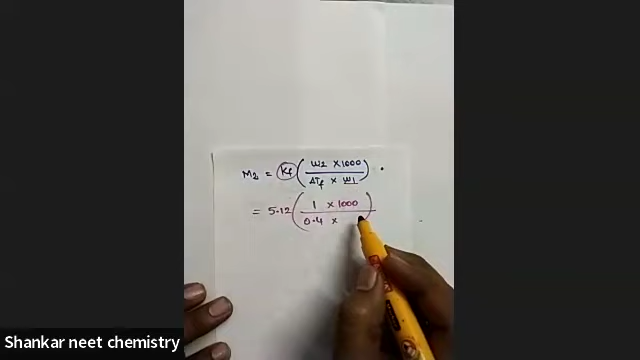 M2 = Kf ( W2 × 1000 / ΔTf × W1 ) .
= 5.12 ( 1 × 1000 / 0.4 ×
Shankar neet chemistry